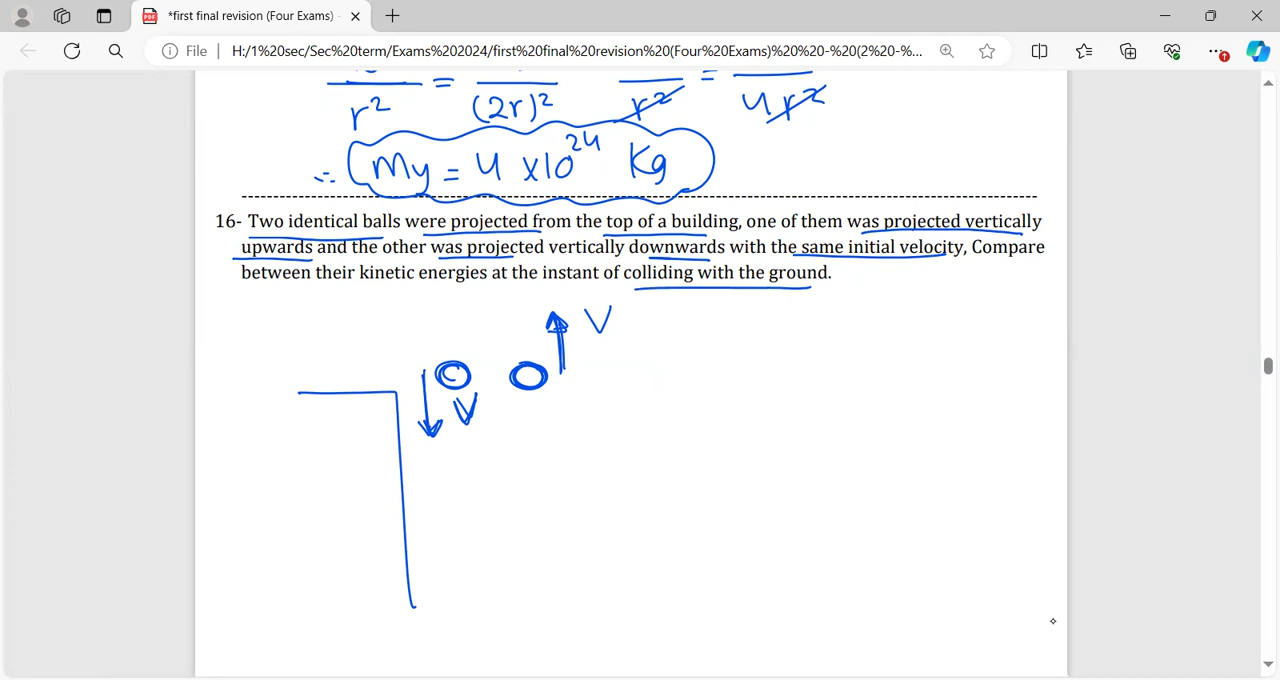 *first final revision (Four Exams) -
File
H:/1%20sec/Sec%20term/Exams%202024/first%20final%20revision%20(Four%20Exams)%20%20-%20(2%20-%...
r² = (2r)² r² = 4r²
∴ My = 4 ×10²⁴ Kg
16- Two identical balls were projected from the top of a building, one of them was projected vertically
upwards and the other was projected vertically downwards with the same initial velocity, Compare
between their kinetic energies at the instant of colliding with the ground.
V
V